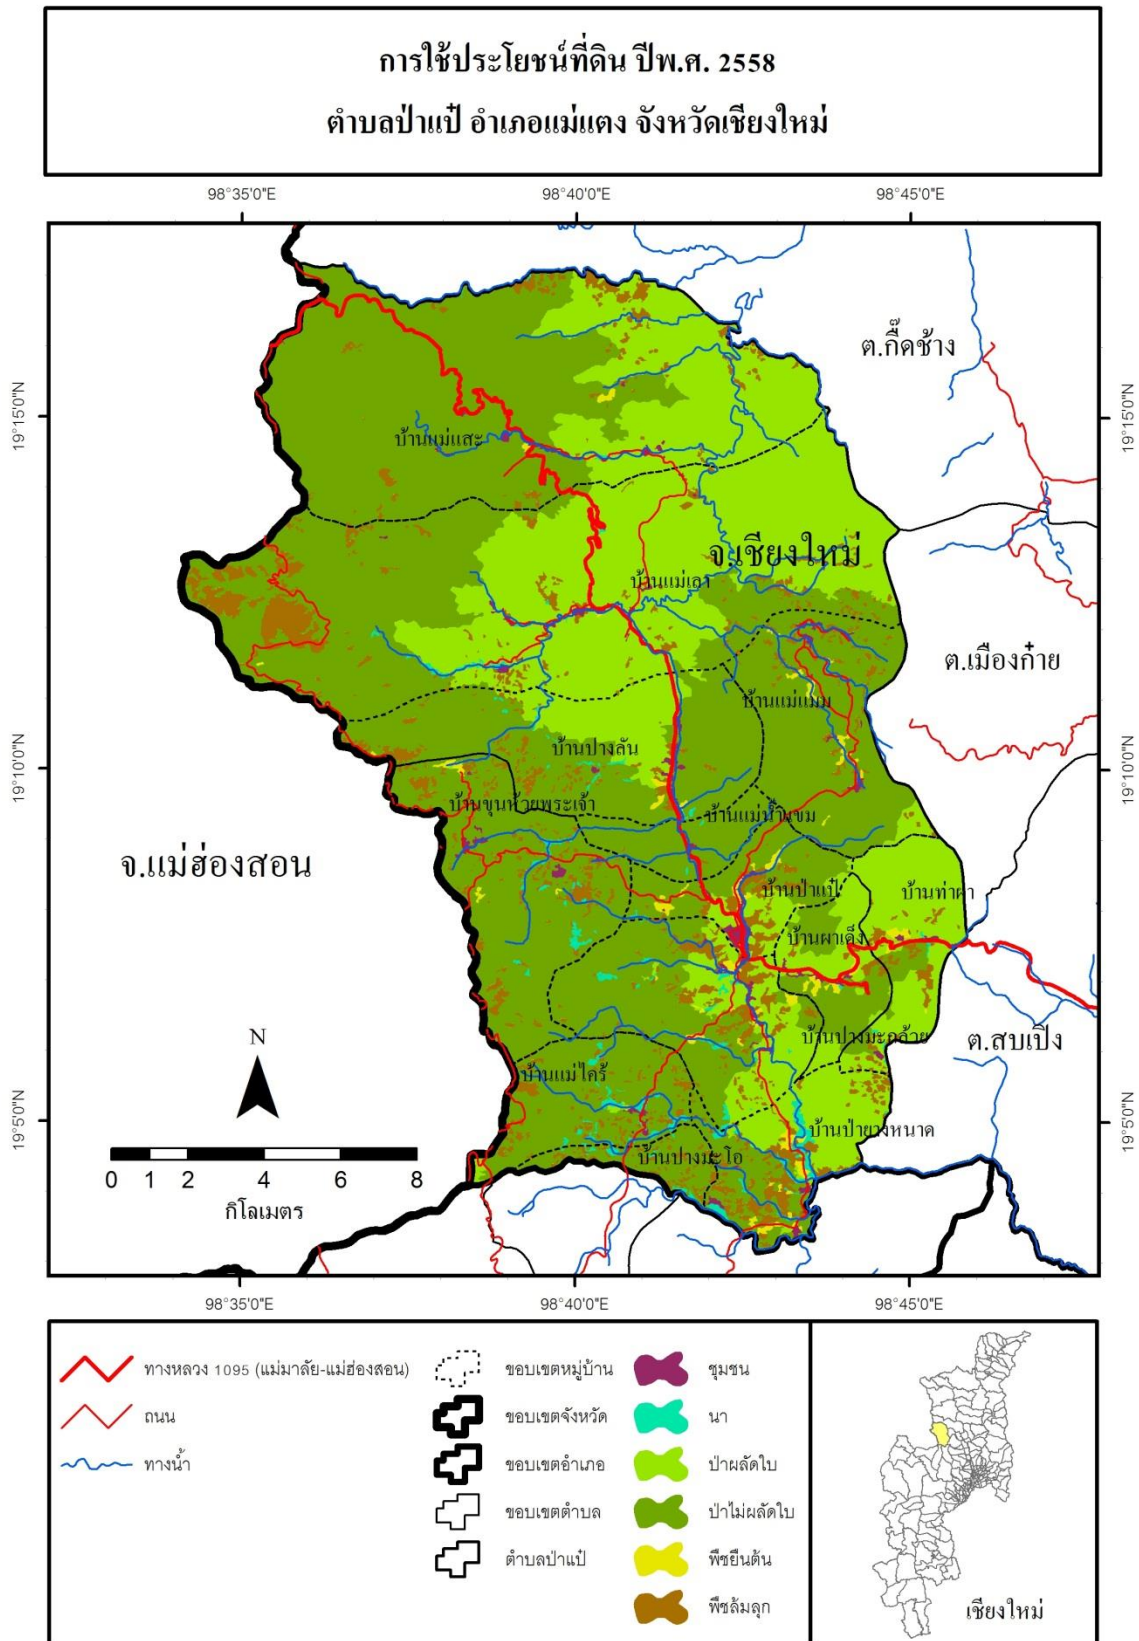 การใช้ประโยชน์ที่ดิน ปีพ.ศ. 2558
ตำบลป่าแป๋ อำเภอแม่แตง จังหวัดเชียงใหม่
98°35'0"E 98°40'0"E 98°45'0"E
ต.กื้ดช้าง
19°15'0"N 19°15'0"N
บ้านแม่แสะ
จ.เชียงใหม่
บ้านแม่เลา
ต.เมืองก๋าย
บ้านแม่แมม
บ้านปางลัน
19°10'0"N 19°10'0"N
บ้านขุนห้วยพระเจ้า
บ้านแม่น้ำแขม
จ.แม่ฮ่องสอน
บ้านป่าแป๋
บ้านท่าผา
บ้านผาเด็ง
บ้านปางมะกล้วย
ต.สบเปิง
N
บ้านแม่ไคร้
19°5'0"N 19°5'0"N
บ้านป่ายางหนาด
บ้านปางมะโอ
0 1 2 4 6 8
กิโลเมตร
98°35'0"E 98°40'0"E 98°45'0"E
ทางหลวง 1095 (แม่มาลัย-แม่ฮ่องสอน)
ถนน
ทางน้ำ
ขอบเขตหมู่บ้าน
ขอบเขตจังหวัด
ขอบเขตอำเภอ
ขอบเขตตำบล
ตำบลป่าแป๋
ชุมชน
นา
ป่าผลัดใบ
ป่าไม่ผลัดใบ
พืชยืนต้น
พืชล้มลุก
เชียงใหม่